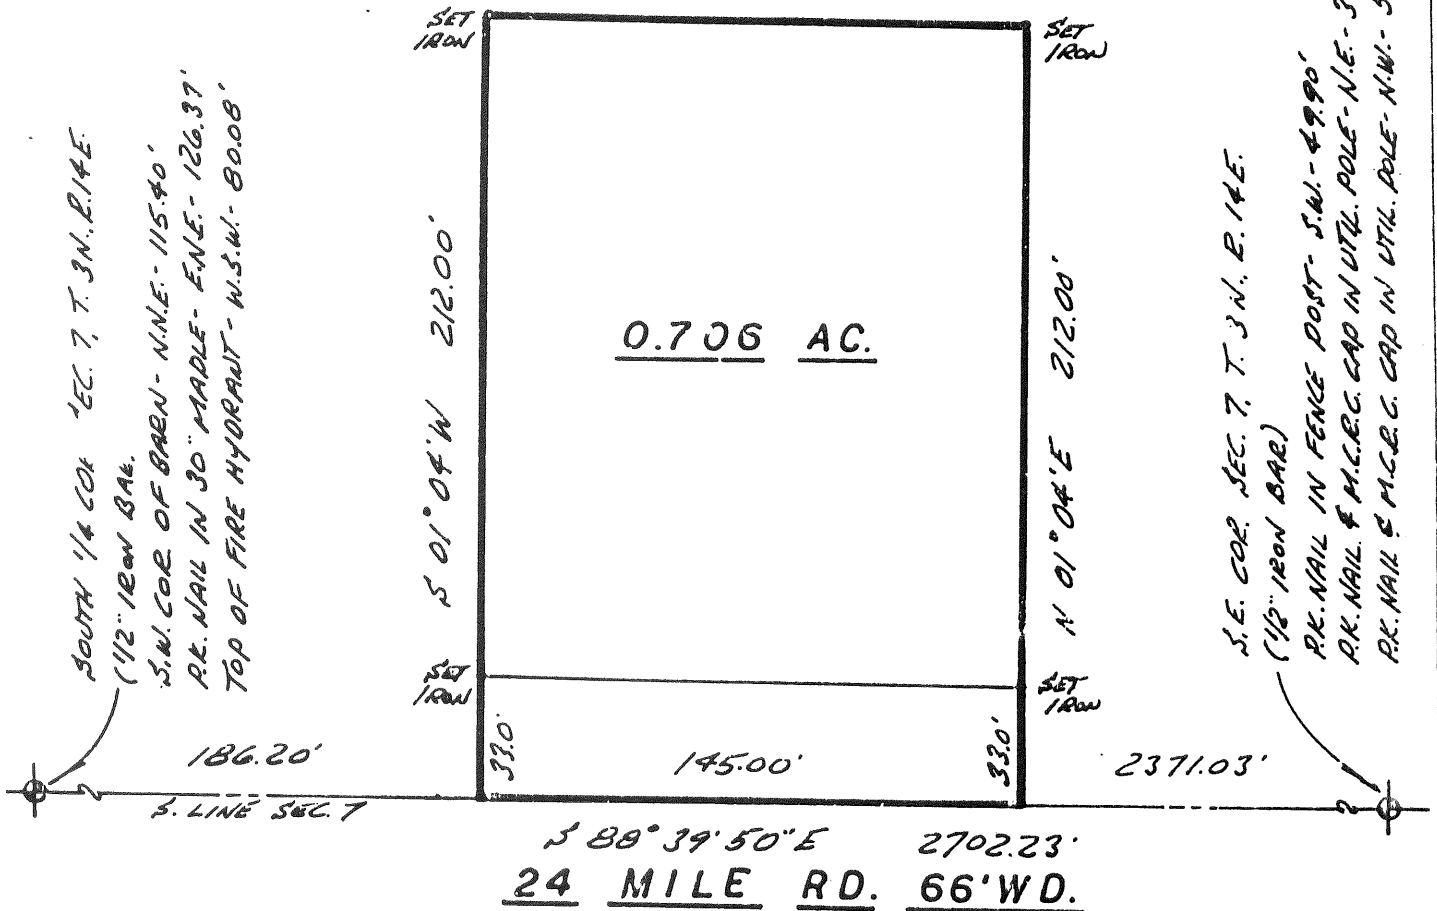 SET
IRON
SET
IRON
SOUTH 1/4 COR EC. 7, T. 3N., R.14E.
(1/2" IRON BAR.
S.W. COR. OF BARN - N.N.E. - 115.40'
P.K. NAIL IN 30" MAPLE - E.N.E. - 126.37'
TOP OF FIRE HYDRANT - W.S.W. - 80.08'
S 01° 04' W 212.00'
0.706 AC.
N 01° 04' E 212.00'
S.E. COR. SEC. 7, T. 3N., R. 14E.
(1/2" IRON BAR)
P.K. NAIL IN FENCE POST - S.W. - 49.90'
P.K. NAIL & M.C.R.C. CAP IN UTIL. POLE - N.E. - 3
P.K. NAIL & M.C.R.C. CAP IN UTIL. POLE - N.W. - 5
SET
IRON
SET
IRON
186.20'
33.0'
145.00'
33.0'
2371.03'
S. LINE SEC. 7
S 88° 39' 50" E 2702.23'
24 MILE RD. 66' WD.